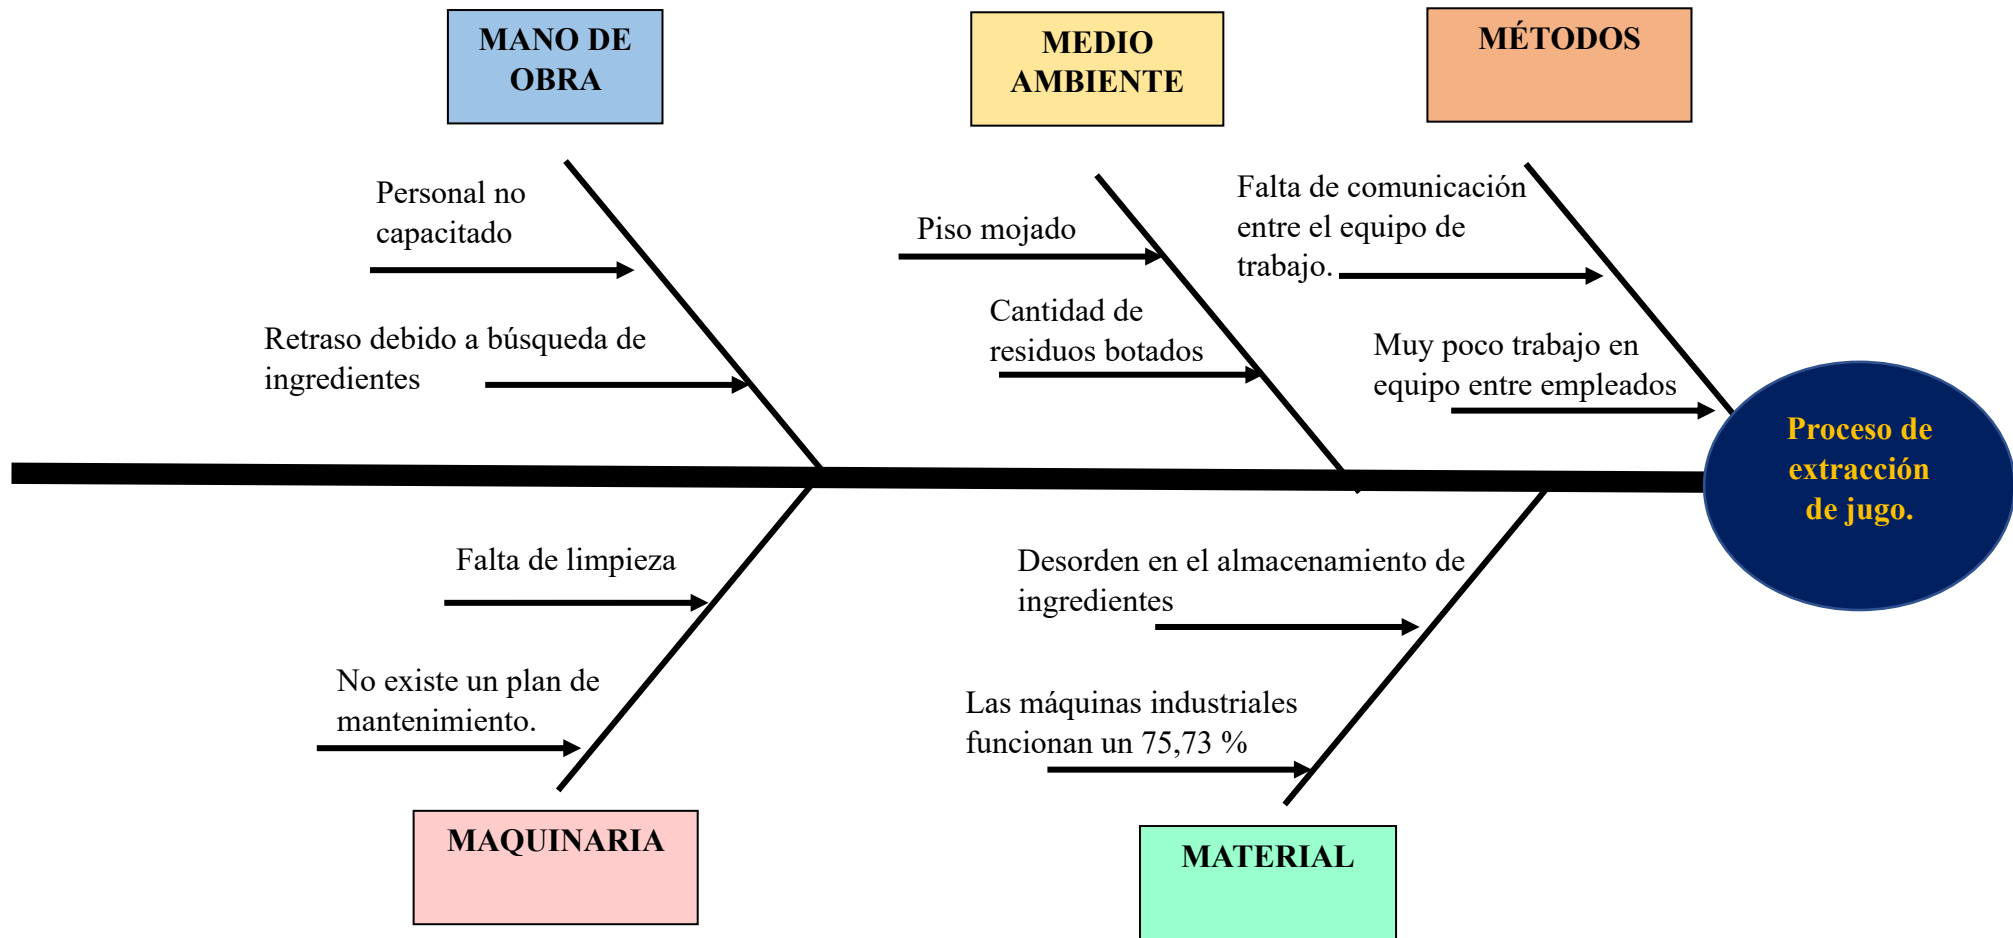 MANO DE
OBRA
MEDIO
AMBIENTE
MÉTODOS
Personal no
capacitado
Retraso debido a búsqueda de
ingredientes
Piso mojado
Cantidad de
residuos botados
Falta de comunicación
entre el equipo de
trabajo.
Muy poco trabajo en
equipo entre empleados
Proceso de
extracción
de jugo.
Falta de limpieza
No existe un plan de
mantenimiento.
Desorden en el almacenamiento de
ingredientes
Las máquinas industriales
funcionan un 75,73 %
MAQUINARIA
MATERIAL